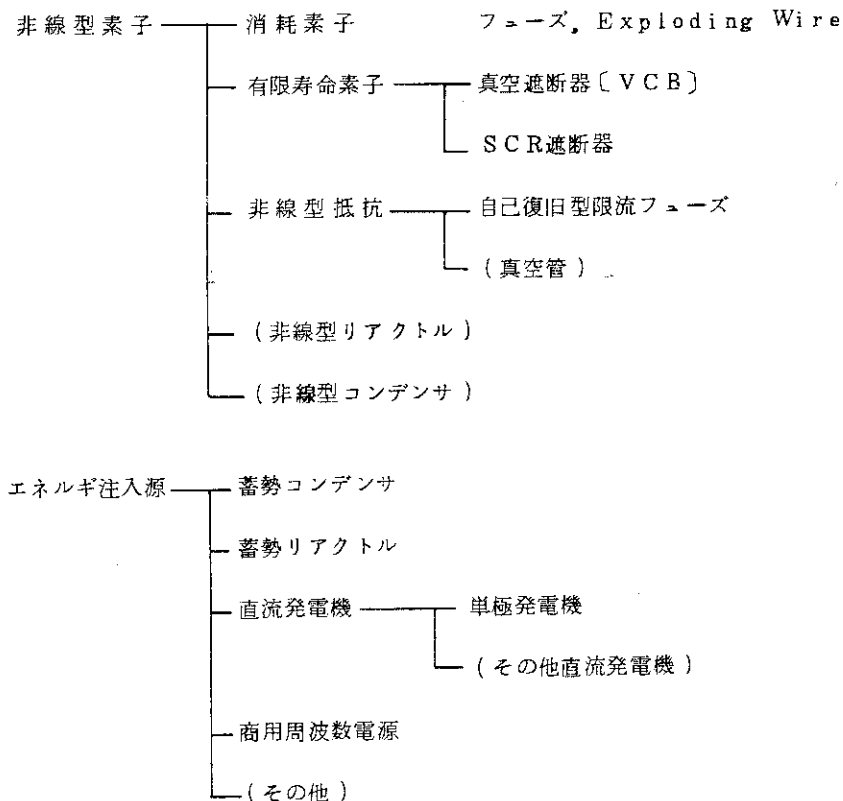 非線型素子 消耗素子 フューズ, Exploding Wire
有限寿命素子 真空遮断器〔VCB〕
SCR遮断器
非線型抵抗 自己復旧型限流フューズ
(真空管)
(非線型リアクトル)
(非線型コンデンサ)
エネルギ注入源 蓄勢コンデンサ
蓄勢リアクトル
直流発電機 単極発電機
(その他直流発電機)
商用周波数電源
(その他)